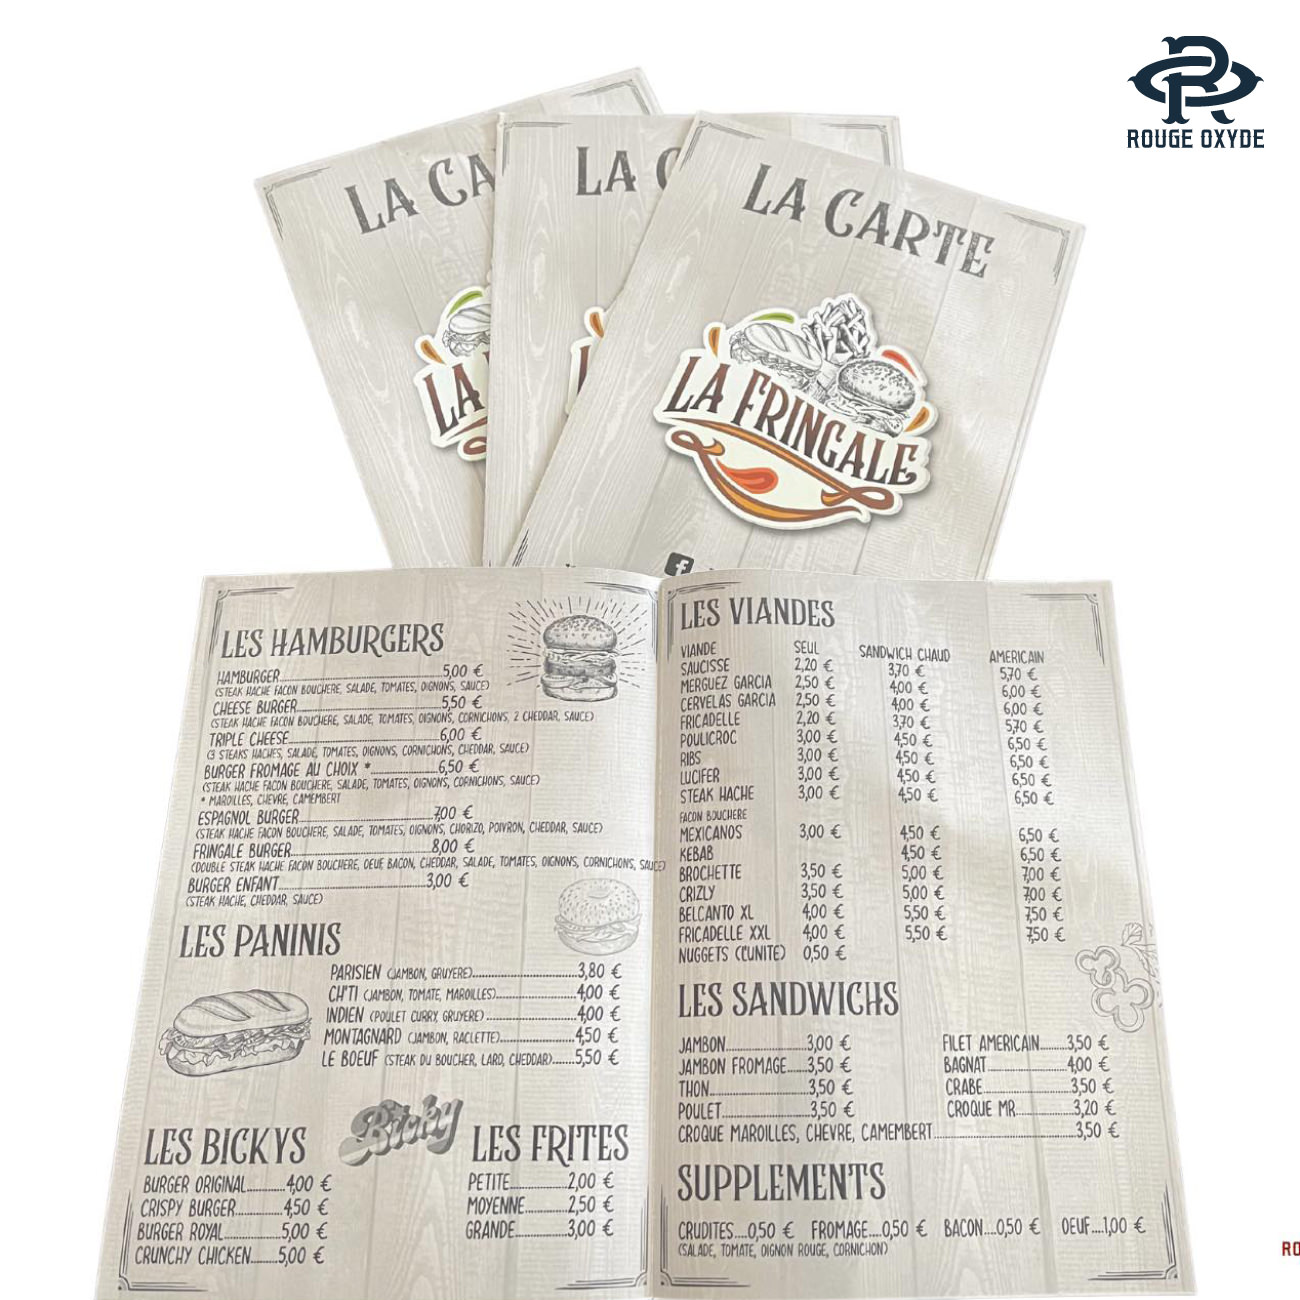 ROUGE OXYDE
LA CA
LA C
LA CARTE
LA
LA FRINGALE
LES HAMBURGERS
HAMBURGER 5,00 €
(STEAK HACHE FACON BOUCHERE, SALADE, TOMATES, OIGNONS, SAUCE)
CHEESE BURGER 5,50 €
(STEAK HACHE FACON BOUCHERE, SALADE, TOMATES, OIGNONS, CORNICHONS, 2 CHEDDAR, SAUCE)
TRIPLE CHEESE 6,00 €
(3 STEAKS HACHES, SALADE, TOMATES, OIGNONS, CORNICHONS, CHEDDAR, SAUCE)
BURGER FROMAGE AU CHOIX * 6,50 €
(STEAK HACHE FACON BOUCHERE, SALADE, TOMATES, OIGNONS, CORNICHONS, SAUCE)
* MAROILLES, CHEVRE, CAMEMBERT
ESPAGNOL BURGER 7,00 €
(STEAK HACHE FACON BOUCHERE, SALADE, TOMATES, OIGNONS, CHORIZO, POIVRON, CHEDDAR, SAUCE)
FRINGALE BURGER 8,00 €
(DOUBLE STEAK HACHE FACON BOUCHERE, OEUF BACON, CHEDDAR, SALADE, TOMATES, OIGNONS, CORNICHONS, SAUCE)
BURGER ENFANT 3,00 €
(STEAK HACHE, CHEDDAR, SAUCE)
LES PANINIS
PARISIEN (JAMBON, GRUYERE) 3,80 €
CH'TI (JAMBON, TOMATE, MAROILLES) 4,00 €
INDIEN (POULET CURRY, GRUYERE) 4,00 €
MONTAGNARD (JAMBON, RACLETTE) 4,50 €
LE BOEUF (STEAK DU BOUCHER, LARD, CHEDDAR) 5,50 €
Bicky
LES BICKYS
BURGER ORIGINAL 4,00 €
CRISPY BURGER 4,50 €
BURGER ROYAL 5,00 €
CRUNCHY CHICKEN 5,00 €
LES FRITES
PETITE 2,00 €
MOYENNE 2,50 €
GRANDE 3,00 €
LES VIANDES
VIANDE SEUL SANDWICH CHAUD AMERICAIN
SAUCISSE 2,20 € 3,70 € 5,70 €
MERGUEZ GARCIA 2,50 € 4,00 € 6,00 €
CERVELAS GARCIA 2,50 € 4,00 € 6,00 €
FRICADELLE 2,20 € 3,70 € 5,70 €
POULICROC 3,00 € 4,50 € 6,50 €
RIBS 3,00 € 4,50 € 6,50 €
LUCIFER 3,00 € 4,50 € 6,50 €
STEAK HACHE 3,00 € 4,50 € 6,50 €
FACON BOUCHERE
MEXICANOS 3,00 € 4,50 € 6,50 €
KEBAB 4,50 € 6,50 €
BROCHETTE 3,50 € 5,00 € 7,00 €
CRIZLY 3,50 € 5,00 € 7,00 €
BELCANTO XL 4,00 € 5,50 € 7,50 €
FRICADELLE XXL 4,00 € 5,50 € 7,50 €
NUGGETS (L'UNITE) 0,50 €
LES SANDWICHS
JAMBON 3,00 €
JAMBON FROMAGE 3,50 €
THON 3,50 €
POULET 3,50 €
FILET AMERICAIN 3,50 €
BAGNAT 4,00 €
CRABE 3,50 €
CROQUE MR 3,20 €
CROQUE MAROILLES, CHEVRE, CAMEMBERT 3,50 €
SUPPLEMENTS
CRUDITES....0,50 € FROMAGE....0,50 € BACON....0,50 € OEUF....1,00 €
(SALADE, TOMATE, OIGNON ROUGE, CORNICHON)
RO